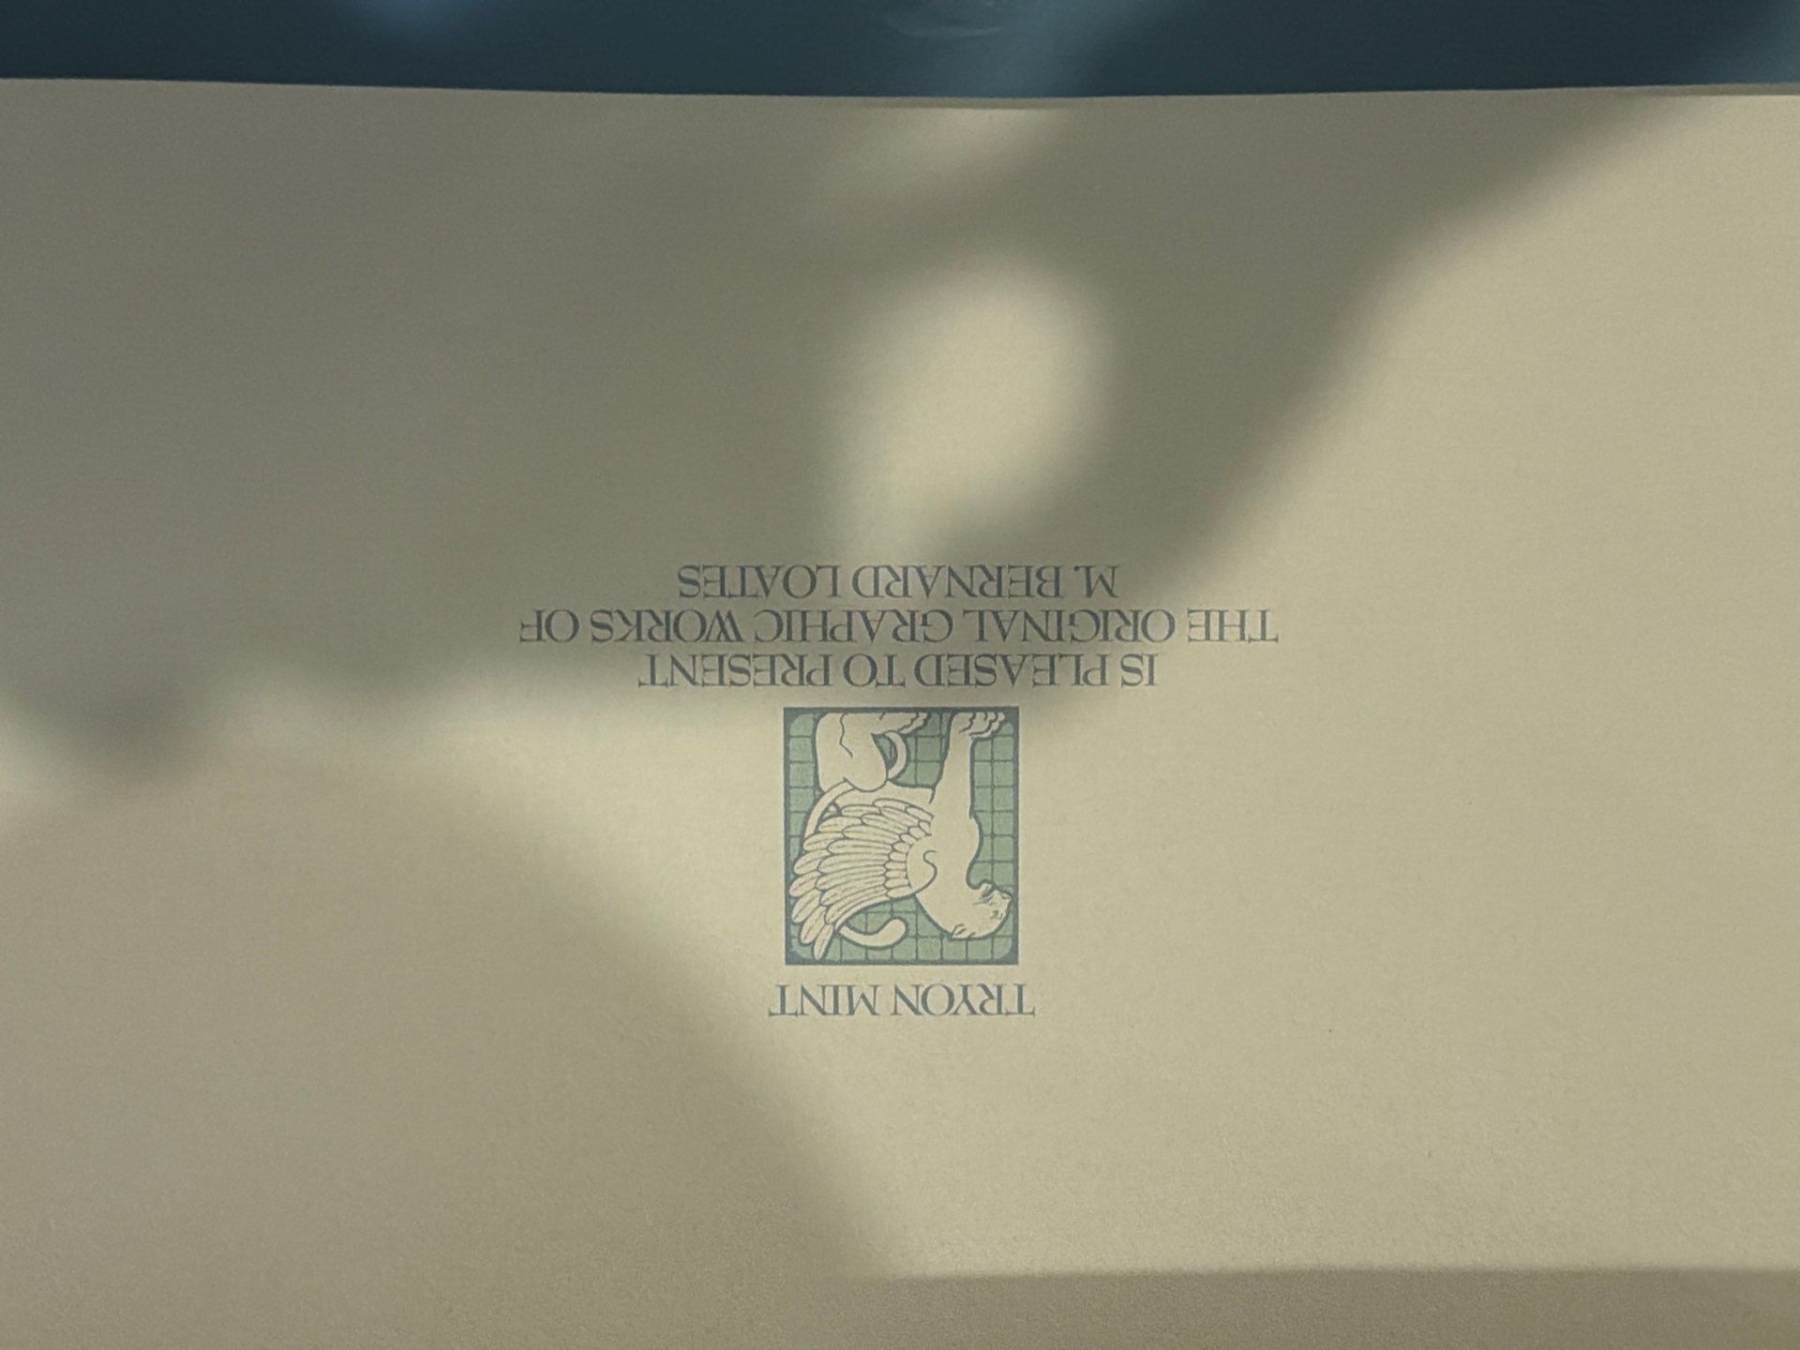 TRYON MINT
IS PLEASED TO PRESENT
THE ORIGINAL GRAPHIC WORKS OF
M. BERNARD LOATES